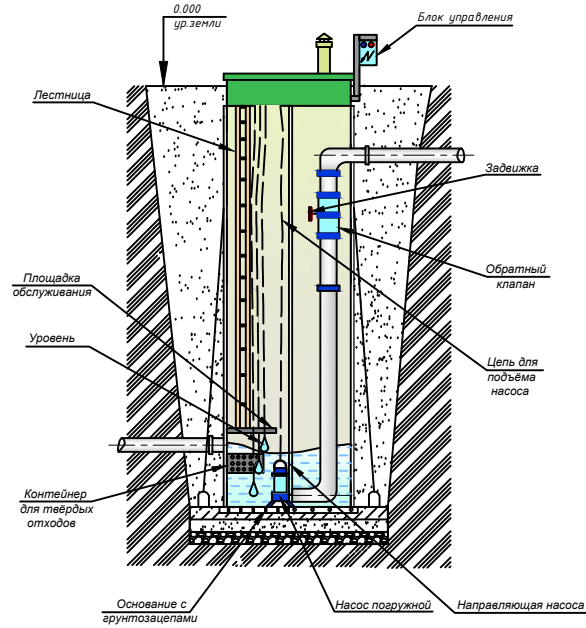 0.000
ур.земли
Блок управления
Лестница
Задвижка
Площадка
обслуживания
Обратный
клапан
Уровень
Цепь для
подъёма
насоса
Контейнер
для твёрдых
отходов
Основание с
грунтозацепами
Насос погружной
Направляющая насоса